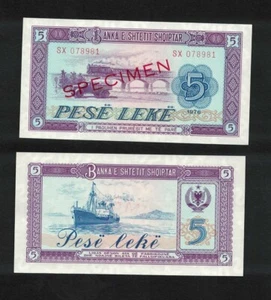 5 BANKA E SHTETIT SHQIPTAR 5
SX 078981 SX 078981
SPECIMEN
5
PESË LEKË
1976
5 5
5 BANKA E SHTETIT SHQIPTAR
Pesë lekë
5
5 5